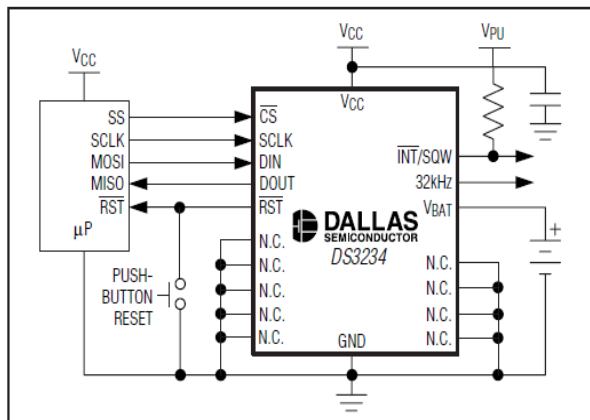 VCC
VCC
VPU
VCC
SS
SCLK
MOSI
MISO
RST
µP
CS
SCLK
DIN
DOUT
RST
N.C.
N.C.
N.C.
N.C.
N.C.
INT/SQW
32kHz
VBAT
N.C.
N.C.
N.C.
N.C.
DALLAS
SEMICONDUCTOR
DS3234
GND
PUSH-
BUTTON
RESET
+